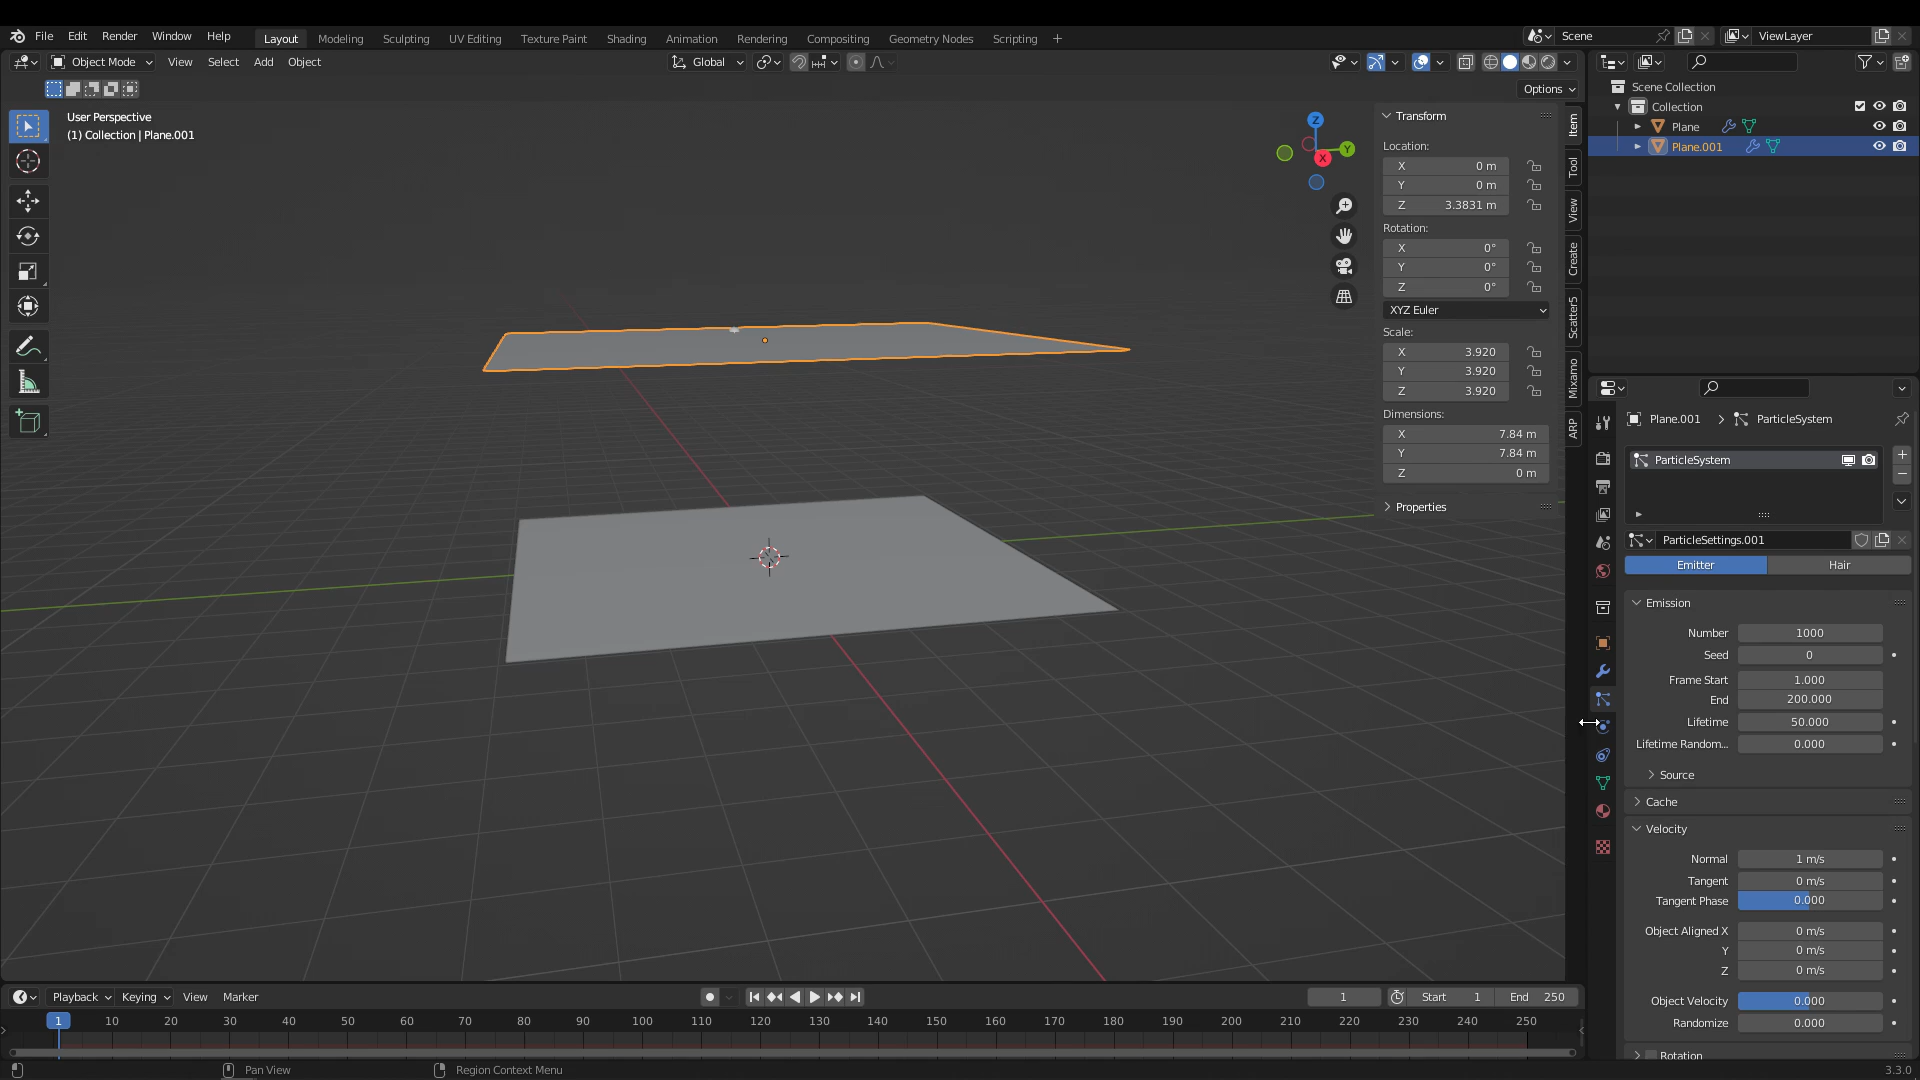 File Edit Render Window Help Layout Modeling Sculpting UV Editing Texture Paint Shading Animation Rendering Compositing Geometry Nodes Scripting + Scene ViewLayer
Object Mode View Select Add Object Global
Options
User Perspective
(1) Collection | Plane.001
Z
Y
X
Transform
Location:
X 0 m
Y 0 m
Z 3.3831 m
Rotation:
X 0°
Y 0°
Z 0°
XYZ Euler
Scale:
X 3.920
Y 3.920
Z 3.920
Dimensions:
X 7.84 m
Y 7.84 m
Z 0 m
Properties
Item
Tool
View
Create
Scatter5
Mixamo
ARP
Scene Collection
Collection
Plane
Plane.001
Plane.001 > ParticleSystem
ParticleSystem
ParticleSettings.001
Emitter Hair
Emission
Number 1000
Seed 0
Frame Start 1.000
End 200.000
Lifetime 50.000
Lifetime Random... 0.000
Source
Cache
Velocity
Normal 1 m/s
Tangent 0 m/s
Tangent Phase 0.000
Object Aligned X 0 m/s
Y 0 m/s
Z 0 m/s
Object Velocity 0.000
Randomize 0.000
Rotation
Playback Keying View Marker 1 Start 1 End 250
1 10 20 30 40 50 60 70 80 90 100 110 120 130 140 150 160 170 180 190 200 210 220 230 240 250
Pan View Region Context Menu 3.3.0